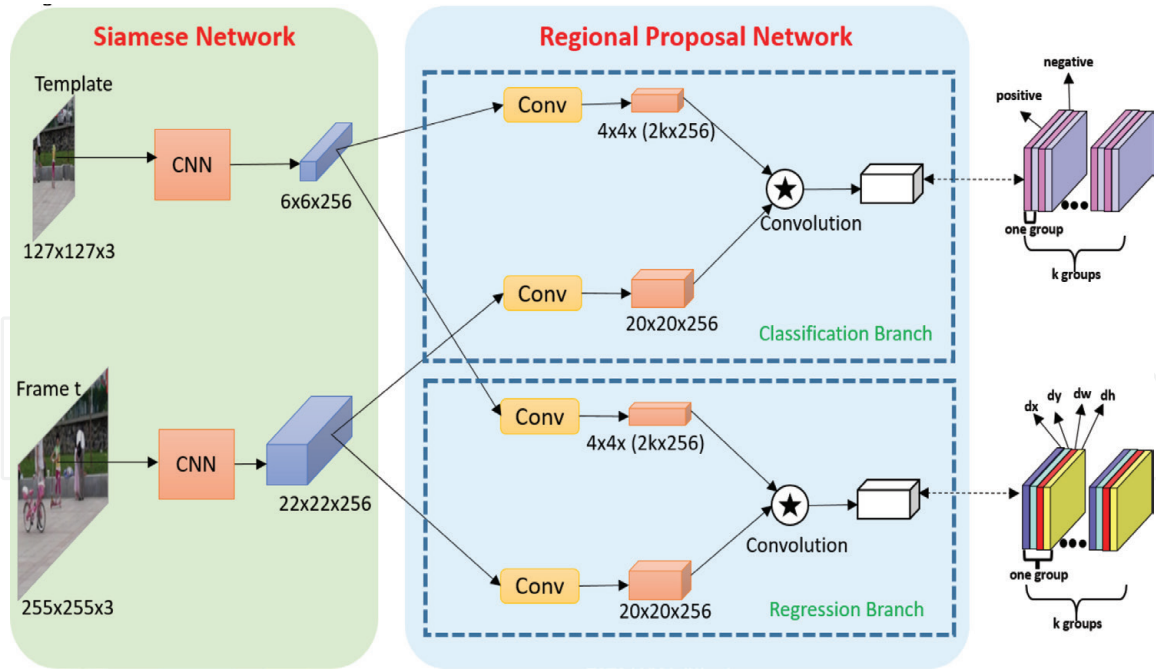 Siamese Network
Regional Proposal Network
Template
CNN
6x6x256
127x127x3
Frame t
CNN
22x22x256
255x255x3
Conv
4x4x (2kx256)
Convolution
Conv
20x20x256
Classification Branch
Conv
4x4x (2kx256)
Convolution
Conv
20x20x256
Regression Branch
negative
positive
one group
k groups
dx
dy
dw
dh
one group
k groups